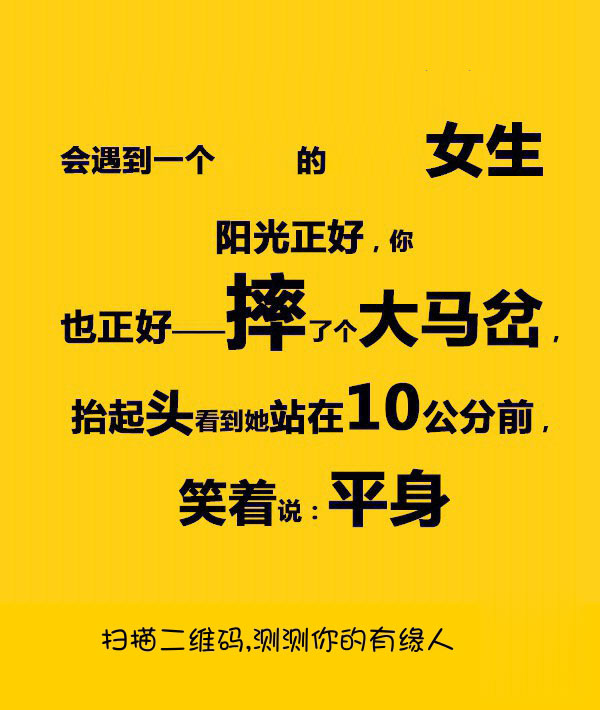 会遇到一个 的 女生
阳光正好，你
也正好——摔了个大马岔，
抬起头看到她站在10公分前，
笑着说：平身
扫描二维码,测测你的有缘人